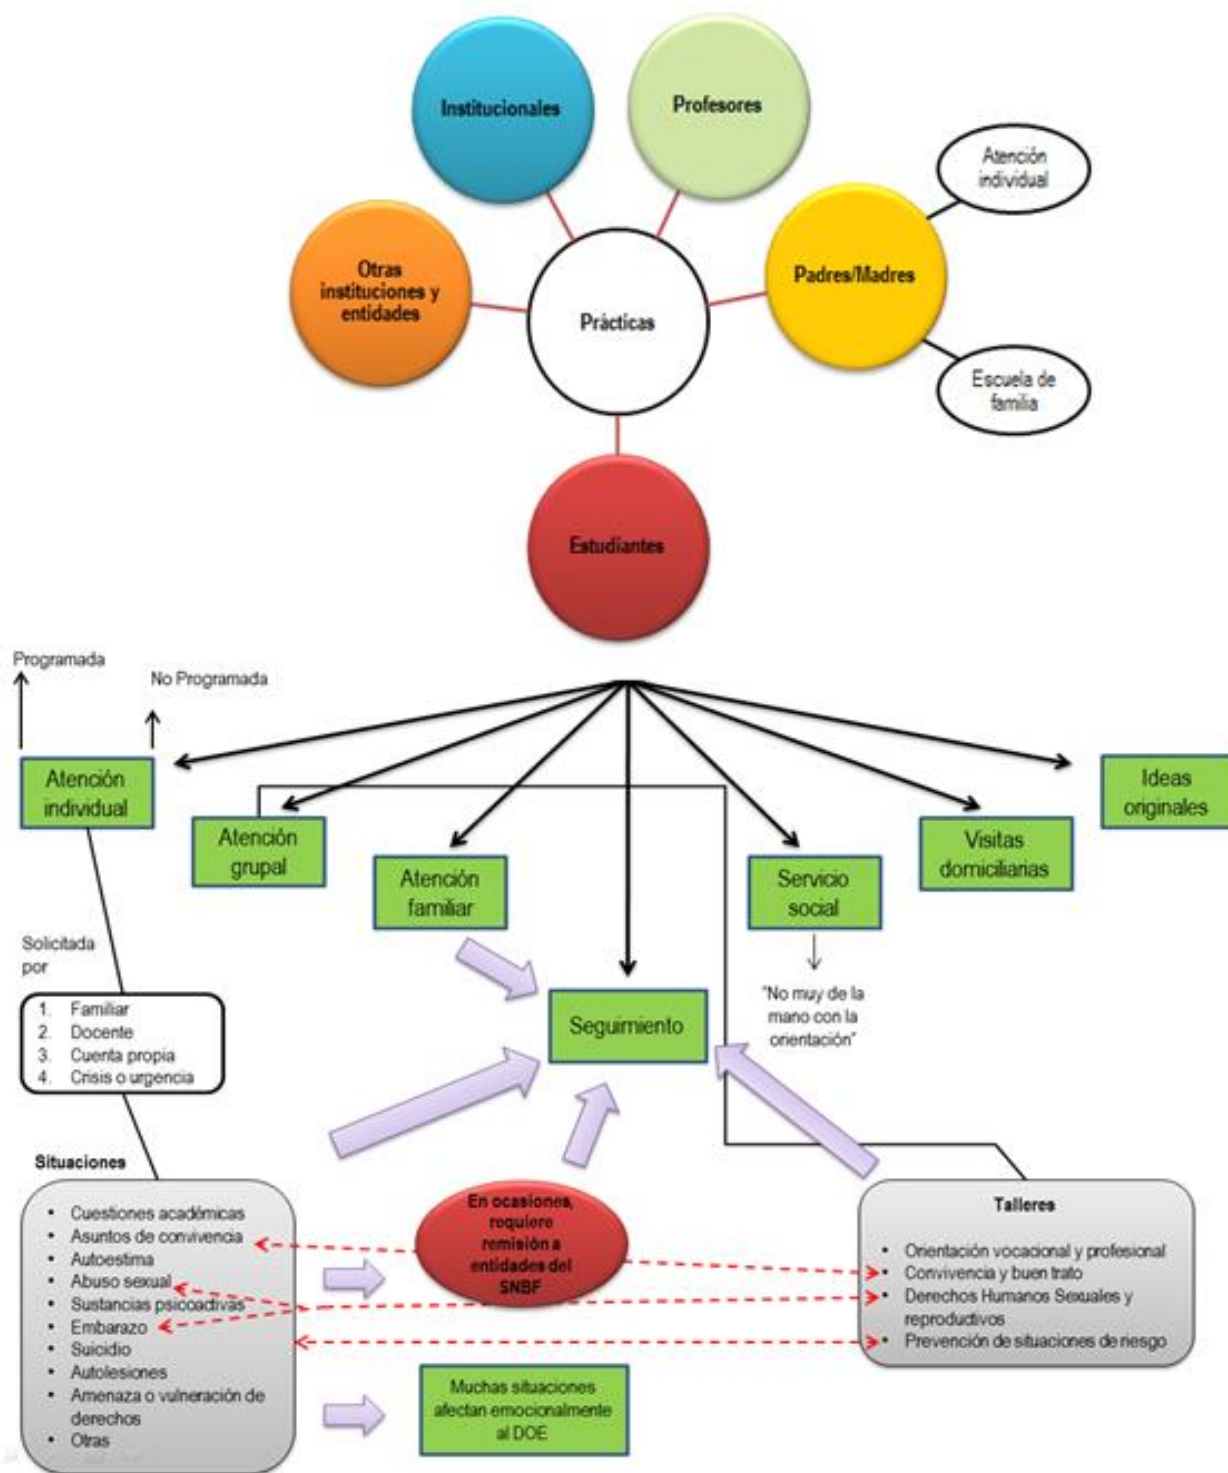 Institucionales
Profesores
Atención
individual
Otras
instituciones y
entidades
Prácticas
Padres/Madres
Escuela de
familia
Estudiantes
Programada
No Programada
Atención
individual
Atención
grupal
Atención
familiar
Servicio
social
Visitas
domiciliarias
Ideas
originales
Solicitada
por
1. Familiar
2. Docente
3. Cuenta propia
4. Crisis o urgencia
Seguimiento
"No muy de la
mano con la
orientación"
Situaciones
• Cuestiones académicas
• Asuntos de convivencia
• Autoestima
• Abuso sexual
• Sustancias psicoactivas
• Embarazo
• Suicidio
• Autolesiones
• Amenaza o vulneración de
derechos
• Otras
En ocasiones,
requiere
remisión a
entidades del
SNBF
Muchas situaciones
afectan emocionalmente
al DOE
Talleres
• Orientación vocacional y profesional
• Convivencia y buen trato
• Derechos Humanos Sexuales y
reproductivos
• Prevención de situaciones de riesgo